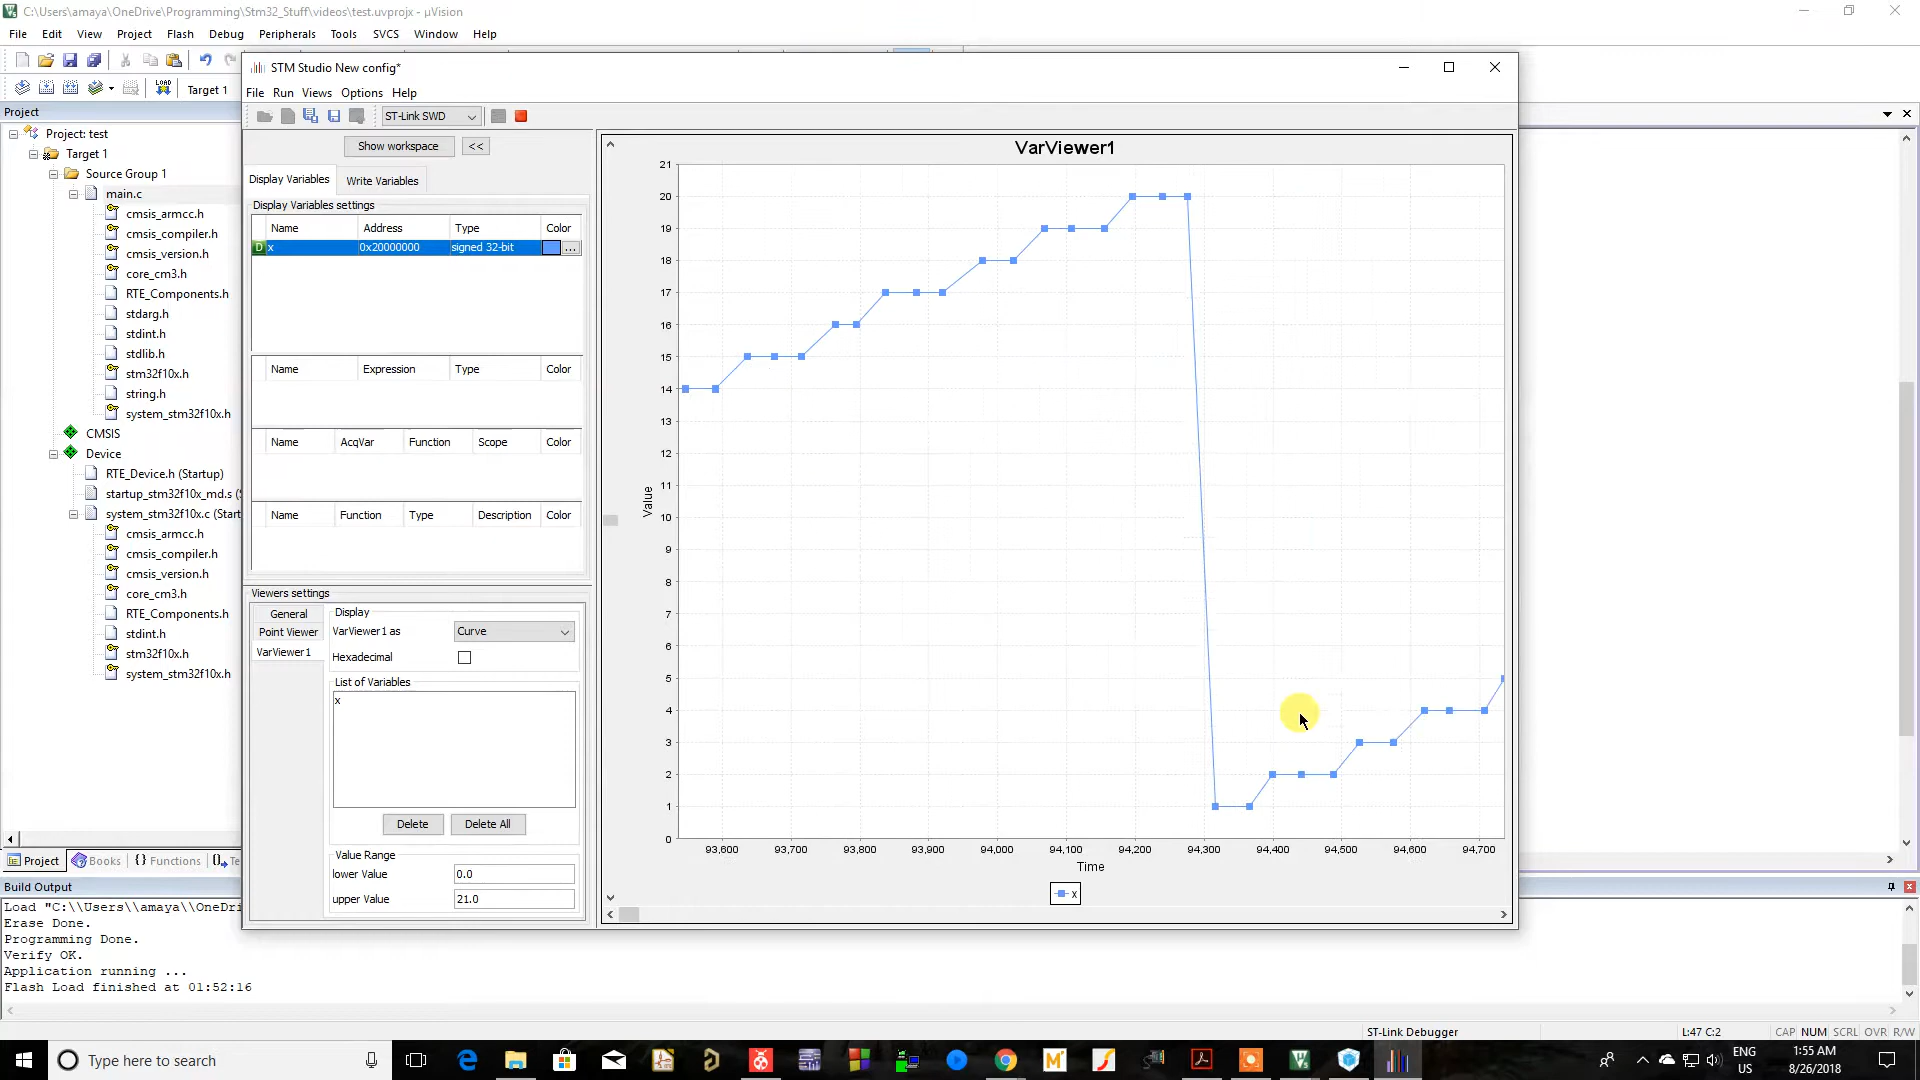 C:\Users\amaya\OneDrive\Programming\Stm32_Stuff\videos\test.uvprojx - µVision
File Edit View Project Flash Debug Peripherals Tools SVCS Window Help
LOAD
Target 1
Project
Project: test
Target 1
Source Group 1
main.c
cmsis_armcc.h
cmsis_compiler.h
cmsis_version.h
core_cm3.h
RTE_Components.h
stdarg.h
stdint.h
stdlib.h
stm32f10x.h
string.h
system_stm32f10x.h
CMSIS
Device
RTE_Device.h (Startup)
startup_stm32f10x_md.s (S
system_stm32f10x.c (Start
cmsis_armcc.h
cmsis_compiler.h
cmsis_version.h
core_cm3.h
RTE_Components.h
stdint.h
stm32f10x.h
system_stm32f10x.h
Project Books {} Functions Te
STM Studio New config*
File Run Views Options Help
ST-Link SWD
Show workspace <<
Display Variables Write Variables
Display Variables settings
Name Address Type Color
D x 0x20000000 signed 32-bit ...
Name Expression Type Color
Name AcqVar Function Scope Color
Name Function Type Description Color
Viewers settings
General
Point Viewer
VarViewer1
Display
VarViewer1 as Curve
Hexadecimal
List of Variables
x
Delete Delete All
Value Range
lower Value 0.0
upper Value 21.0
VarViewer1
21
20
19
18
17
16
15
14
13
12
11
10
9
8
7
6
5
4
3
2
1
0
Value
93,600 93,700 93,800 93,900 94,000 94,100 94,200 94,300 94,400 94,500 94,600 94,700
Time
x
Build Output
Load "C:\\Users\\amaya\\OneDri
Erase Done.
Programming Done.
Verify OK.
Application running ...
Flash Load finished at 01:52:16
ST-Link Debugger L:47 C:2 CAP NUM SCRL OVR R/W
Type here to search
ENG
US
1:55 AM
8/26/2018